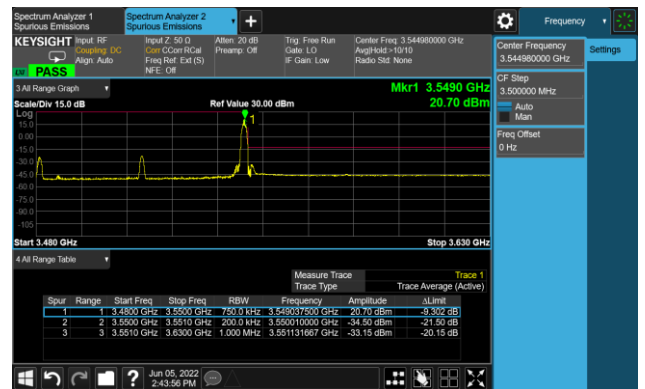 Spectrum Analyzer 1
Spurious Emissions
Spectrum Analyzer 2
Spurious Emissions
Frequency
KEYSIGHT
Input: RF
Coupling: DC
Align: Auto
Input Z: 50 Ω
Corr CCorr RCal
Freq Ref: Ext (S)
NFE: Off
Atten: 20 dB
Preamp: Off
Trig: Free Run
Gate: LO
IF Gain: Low
Center Freq: 3.544980000 GHz
Avg|Hold:>10/10
Radio Std: None
PASS
Center Frequency
3.544980000 GHz
Settings
CF Step
3.500000 MHz
Auto
Man
Freq Offset
0 Hz
3 All Range Graph
Mkr1 3.5490 GHz
Scale/Div 15.0 dB
Ref Value 30.00 dBm
20.70 dBm
Log
1
15.0
0.00
-15.0
-30.0
-45.0
-60.0
-75.0
-90.0
-105
Start 3.480 GHz
Stop 3.630 GHz
4 All Range Table
Measure Trace Trace 1
Trace Type Trace Average (Active)
Spur Range Start Freq Stop Freq RBW Frequency Amplitude ΔLimit
1 1 3.4800 GHz 3.5500 GHz 750.0 kHz 3.549037500 GHz 20.70 dBm -9.302 dB
2 2 3.5500 GHz 3.5510 GHz 200.0 kHz 3.550010000 GHz -34.50 dBm -21.50 dB
3 3 3.5510 GHz 3.6300 GHz 1.000 MHz 3.551131667 GHz -33.15 dBm -20.15 dB
Jun 05, 2022
2:43:56 PM